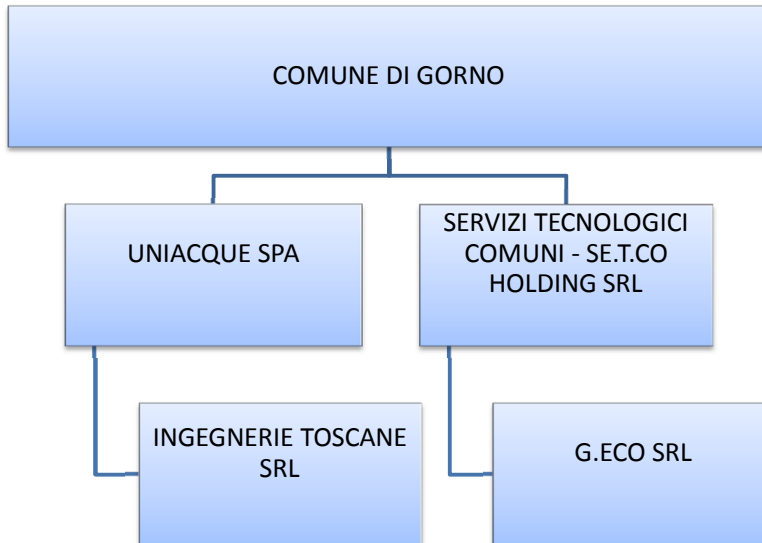 COMUNE DI GORNO
UNIACQUE SPA
SERVIZI TECNOLOGICI
COMUNI - SE.T.CO
HOLDING SRL
INGEGNERIE TOSCANE
SRL
G.ECO SRL